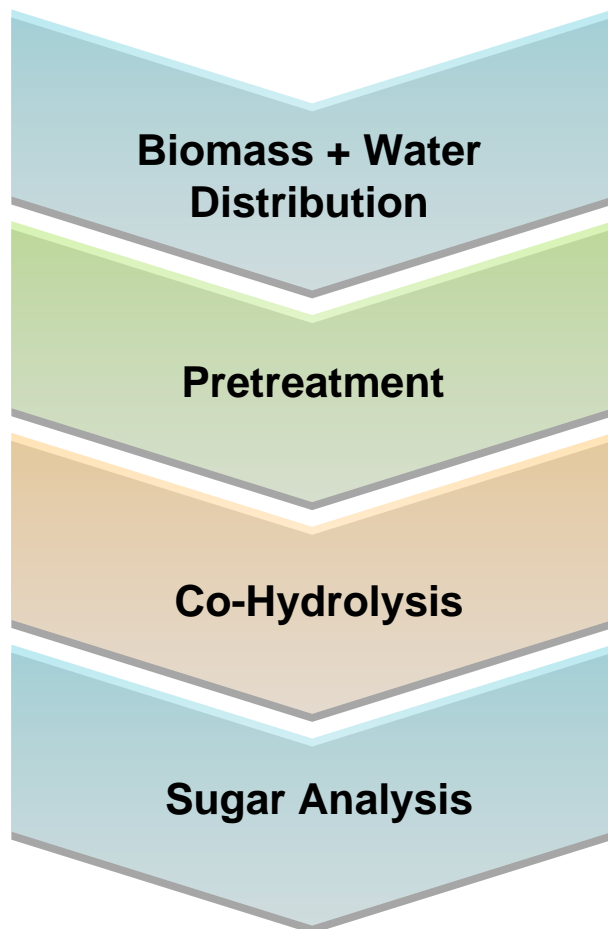 Biomass + Water
Distribution
Pretreatment
Co-Hydrolysis
Sugar Analysis